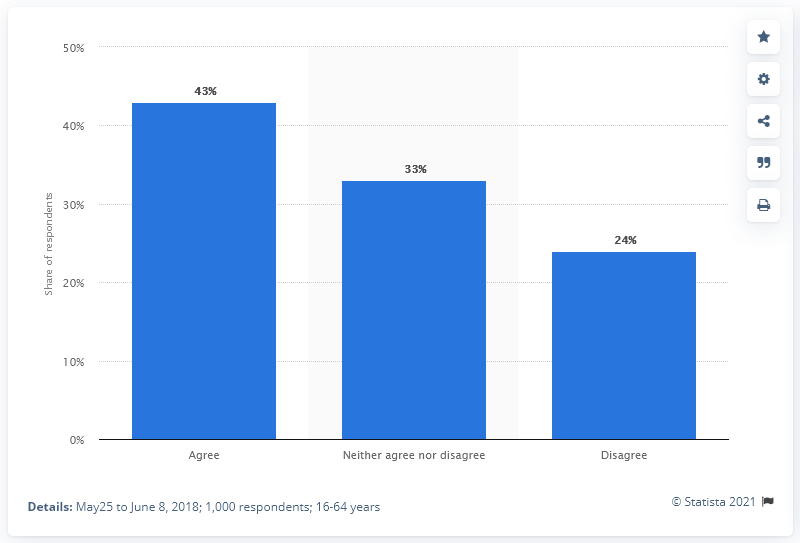 50%
43%
40%
33%
30%
24%
20%
10%
0%
Share of respondents
Agree
Neither agree nor disagree
Disagree
Details: May25 to June 8, 2018; 1,000 respondents; 16-64 years
© Statista 2021